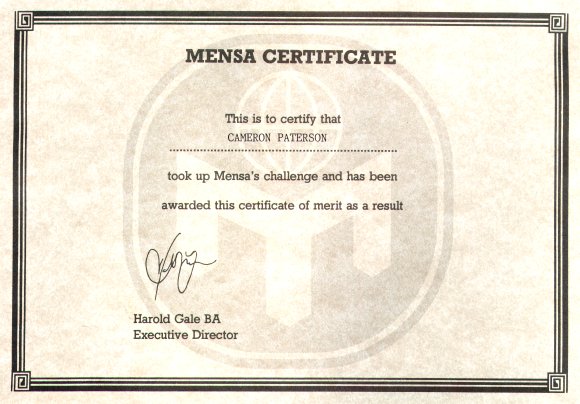 MENSA CERTIFICATE
This is to certify that
CAMERON PATERSON
took up Mensa's challenge and has been
awarded this certificate of merit as a result
Harold Gale BA
Executive Director